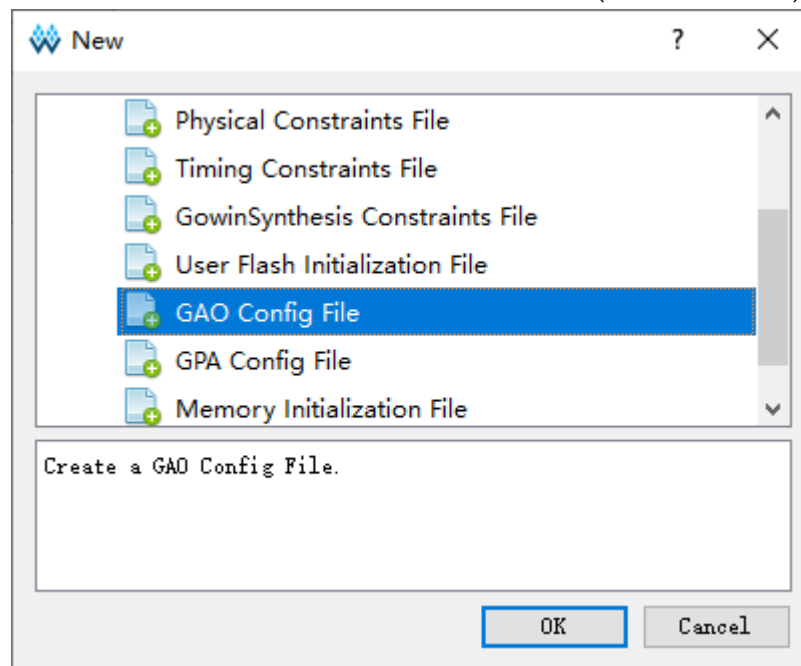 New
?
Physical Constraints File
Timing Constraints File
GowinSynthesis Constraints File
User Flash Initialization File
GAO Config File
GPA Config File
Memory Initialization File
Create a GAO Config File.
OK
Cancel